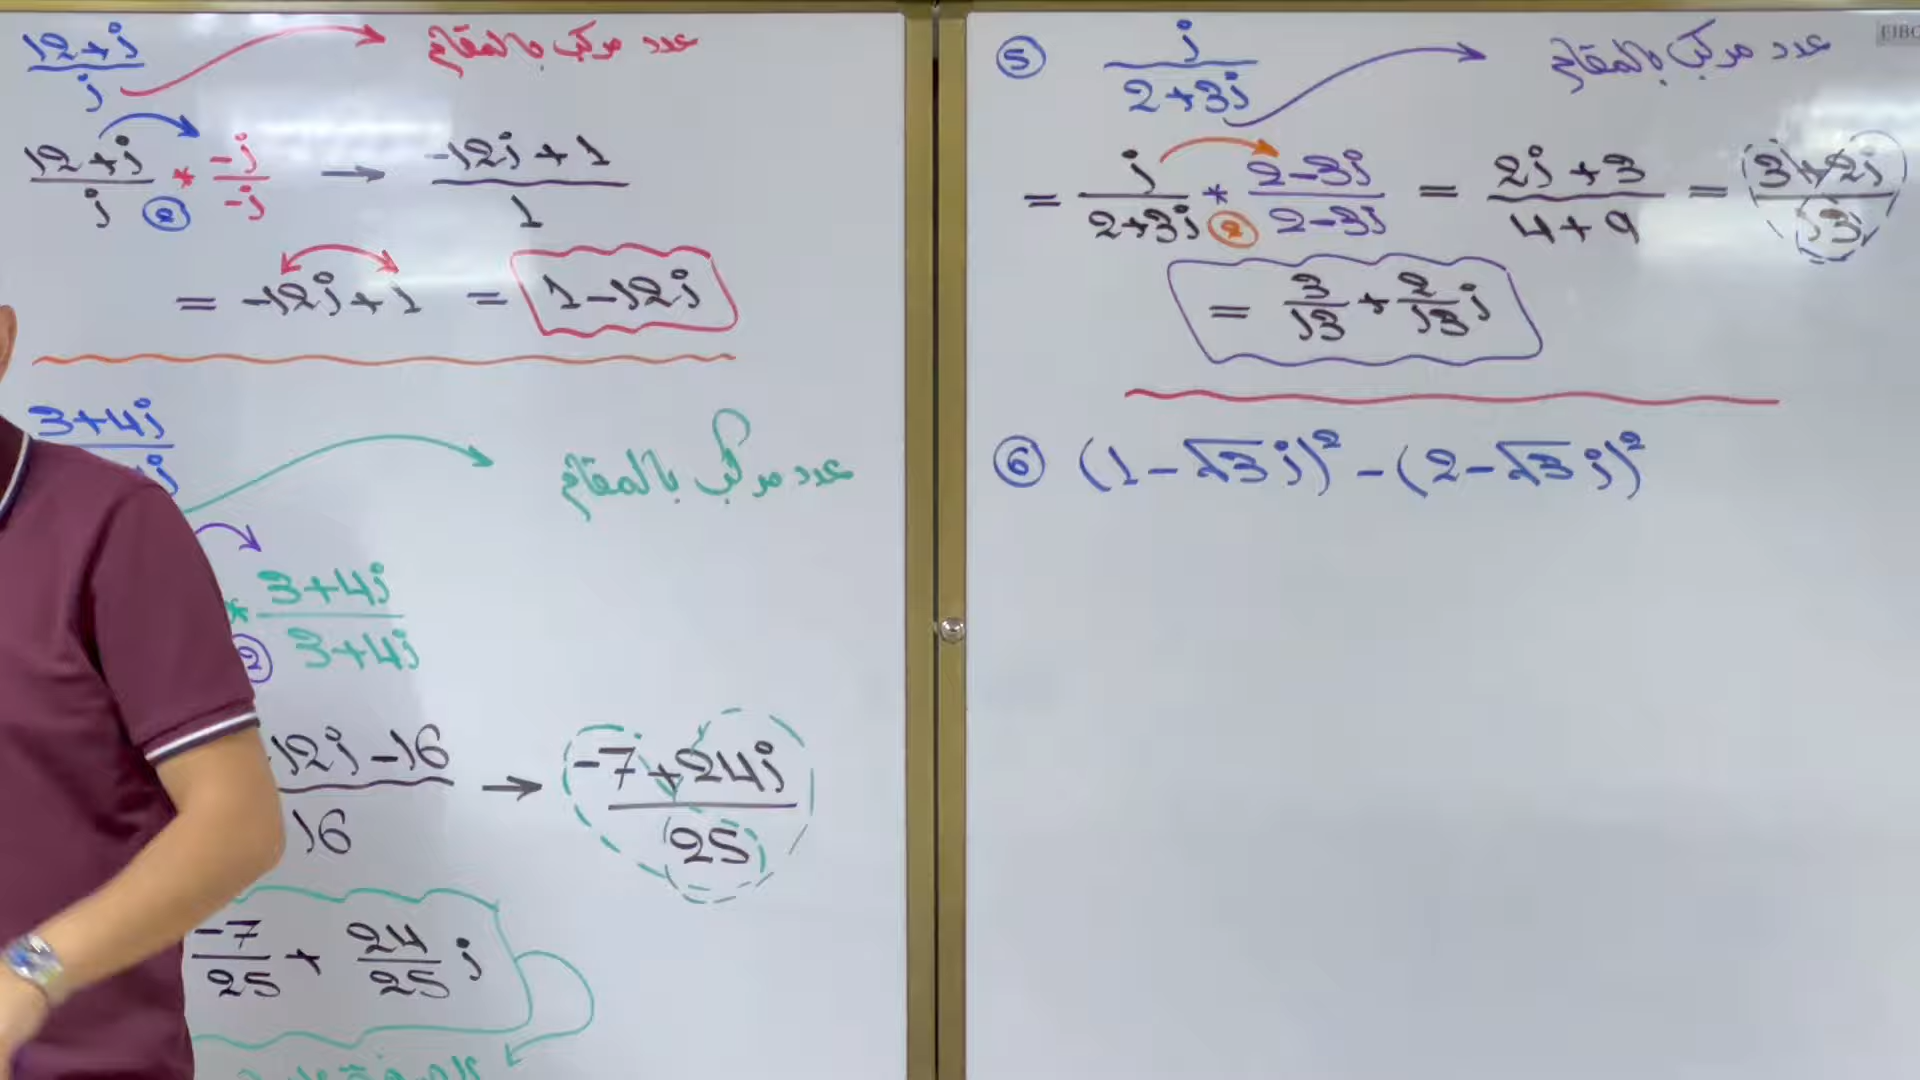 12+i / i
عدد مركب بالمقام
12+i / i * -i / -i → -12i+1 / 1
②
= -12i+1 = 1-12i
3+4i
عدد مركب بالمقام
* 3+4i / 3+4i
②
12i-16 / 16 → -7+24i / 25
-7/25 + 24/25 i
⑤ i / 2+3i
عدد مركب بالمقام
= i / 2+3i * 2-3i / 2-3i = 2i+3 / 4+9 = 3+2i / 13
②
= 3/13 + 2/13 i
⑥ (1-√3 i)² - (2-√3 i)²